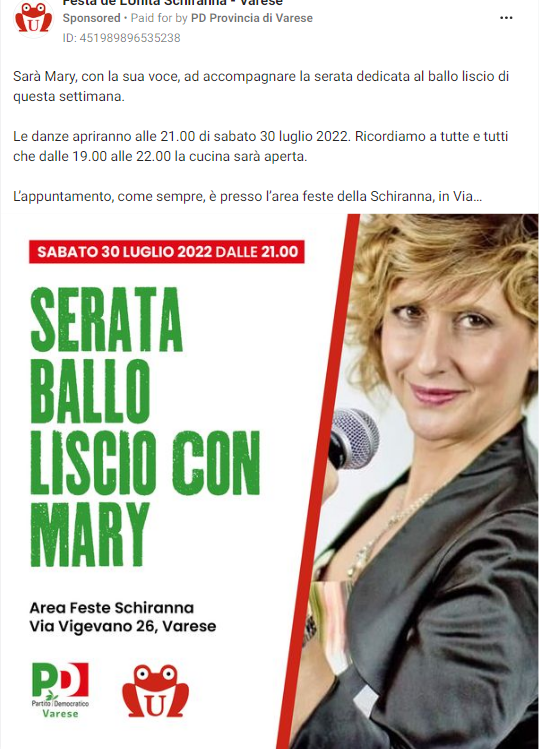 Festa de L'Unità Schiranna - Varese
Sponsored • Paid for by PD Provincia di Varese
ID: 451989896535238
Sarà Mary, con la sua voce, ad accompagnare la serata dedicata al ballo liscio di
questa settimana.
Le danze apriranno alle 21.00 di sabato 30 luglio 2022. Ricordiamo a tutte e tutti
che dalle 19.00 alle 22.00 la cucina sarà aperta.
L'appuntamento, come sempre, è presso l'area feste della Schiranna, in Via...
SABATO 30 LUGLIO 2022 DALLE 21.00
SERATA
BALLO
LISCIO CON
MARY
Area Feste Schiranna
Via Vigevano 26, Varese
PD
Partito Democratico
Varese
U